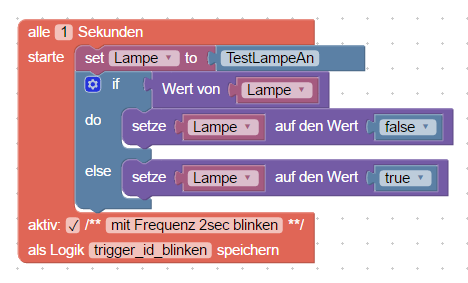 alle 1 Sekunden
starte set Lampe to TestLampeAn
if Wert von Lampe
do setze Lampe auf den Wert false
else setze Lampe auf den Wert true
aktiv: ✓ /** mit Frequenz 2sec blinken **/
als Logik trigger_id_blinken speichern